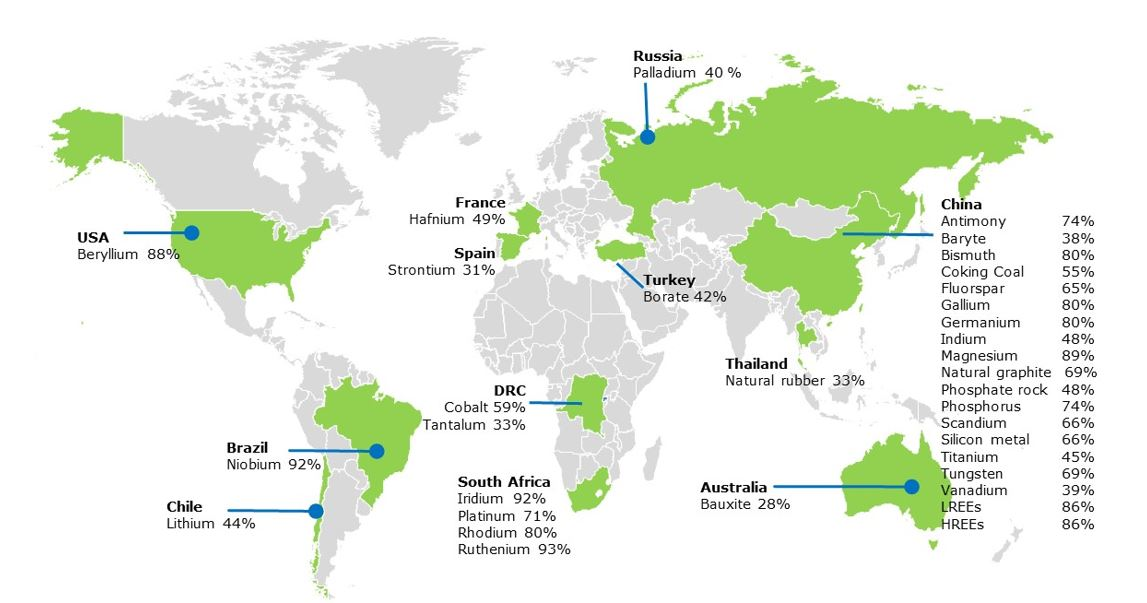 Russia
Palladium 40 %
France
Hafnium 49%
Spain
Strontium 31%
USA
Beryllium 88%
Turkey
Borate 42%
China
Antimony 74%
Baryte 38%
Bismuth 80%
Coking Coal 55%
Fluorspar 65%
Gallium 80%
Germanium 80%
Indium 48%
Magnesium 89%
Natural graphite 69%
Phosphate rock 48%
Phosphorus 74%
Scandium 66%
Silicon metal 66%
Titanium 45%
Tungsten 69%
Vanadium 39%
LREEs 86%
HREEs 86%
Thailand
Natural rubber 33%
DRC
Cobalt 59%
Tantalum 33%
Brazil
Niobium 92%
Chile
Lithium 44%
South Africa
Iridium 92%
Platinum 71%
Rhodium 80%
Ruthenium 93%
Australia
Bauxite 28%